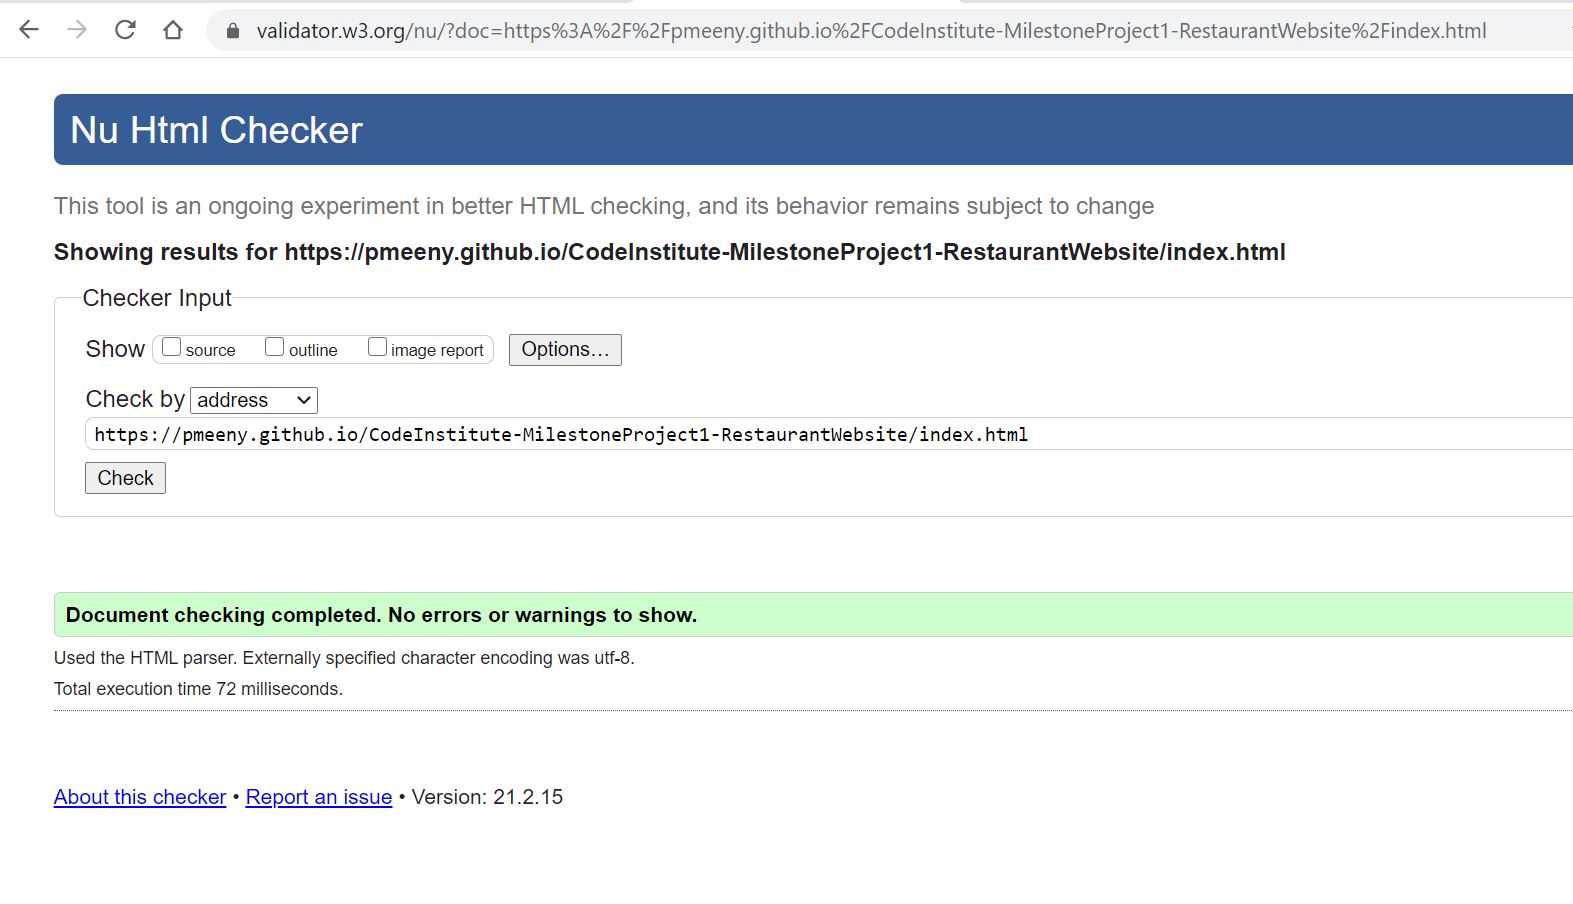 validator.w3.org/nu/?doc=https%3A%2F%2Fpmeeny.github.io%2FCodeInstitute-MilestoneProject1-RestaurantWebsite%2Findex.html
Nu Html Checker
This tool is an ongoing experiment in better HTML checking, and its behavior remains subject to change
Showing results for https://pmeeny.github.io/CodeInstitute-MilestoneProject1-RestaurantWebsite/index.html
Checker Input
Show source outline image report Options...
Check by address
https://pmeeny.github.io/CodeInstitute-MilestoneProject1-RestaurantWebsite/index.html
Check
Document checking completed. No errors or warnings to show.
Used the HTML parser. Externally specified character encoding was utf-8.
Total execution time 72 milliseconds.
About this checker • Report an issue • Version: 21.2.15